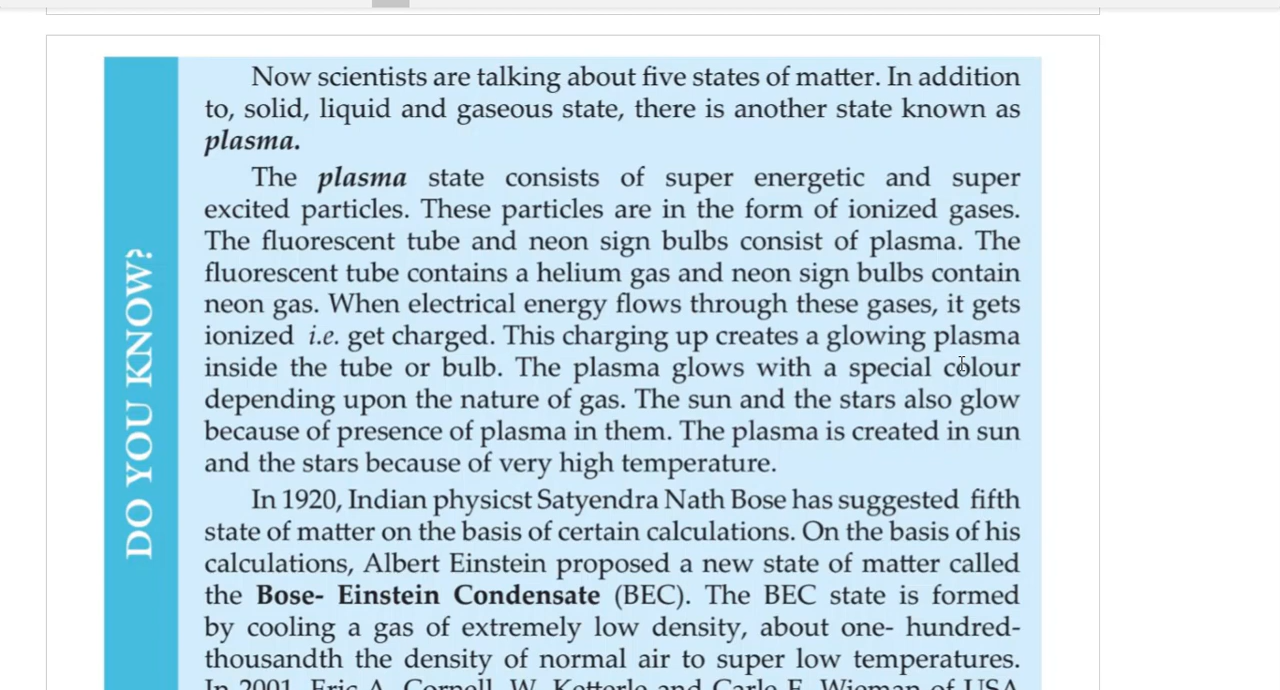 Now scientists are talking about five states of matter. In addition
to, solid, liquid and gaseous state, there is another state known as
plasma.
The plasma state consists of super energetic and super
excited particles. These particles are in the form of ionized gases.
The fluorescent tube and neon sign bulbs consist of plasma. The
fluorescent tube contains a helium gas and neon sign bulbs contain
neon gas. When electrical energy flows through these gases, it gets
ionized i.e. get charged. This charging up creates a glowing plasma
inside the tube or bulb. The plasma glows with a special colour
depending upon the nature of gas. The sun and the stars also glow
because of presence of plasma in them. The plasma is created in sun
and the stars because of very high temperature.
In 1920, Indian physicst Satyendra Nath Bose has suggested fifth
state of matter on the basis of certain calculations. On the basis of his
calculations, Albert Einstein proposed a new state of matter called
the Bose- Einstein Condensate (BEC). The BEC state is formed
by cooling a gas of extremely low density, about one- hundred-
thousandth the density of normal air to super low temperatures.
In 2001, Eric A. Cornell, W. Ketterle and Carle E. Wieman of USA
DO YOU KNOW?